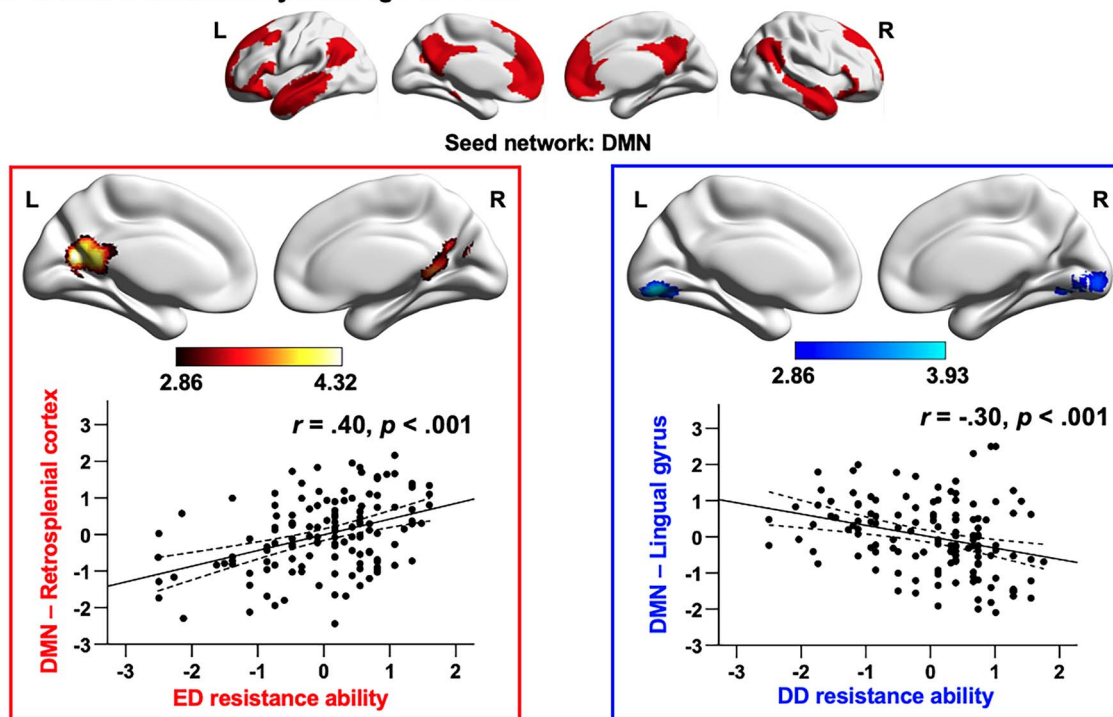 L R
Seed network: DMN
L R
2.86 4.32
r = .40, p < .001
DMN – Retrosplenial cortex
3
2
1
0
-1
-2
-3
-3 -2 -1 0 1 2
ED resistance ability
L R
2.86 3.93
r = -.30, p < .001
DMN – Lingual gyrus
3
2
1
0
-1
-2
-3
-3 -2 -1 0 1 2
DD resistance ability